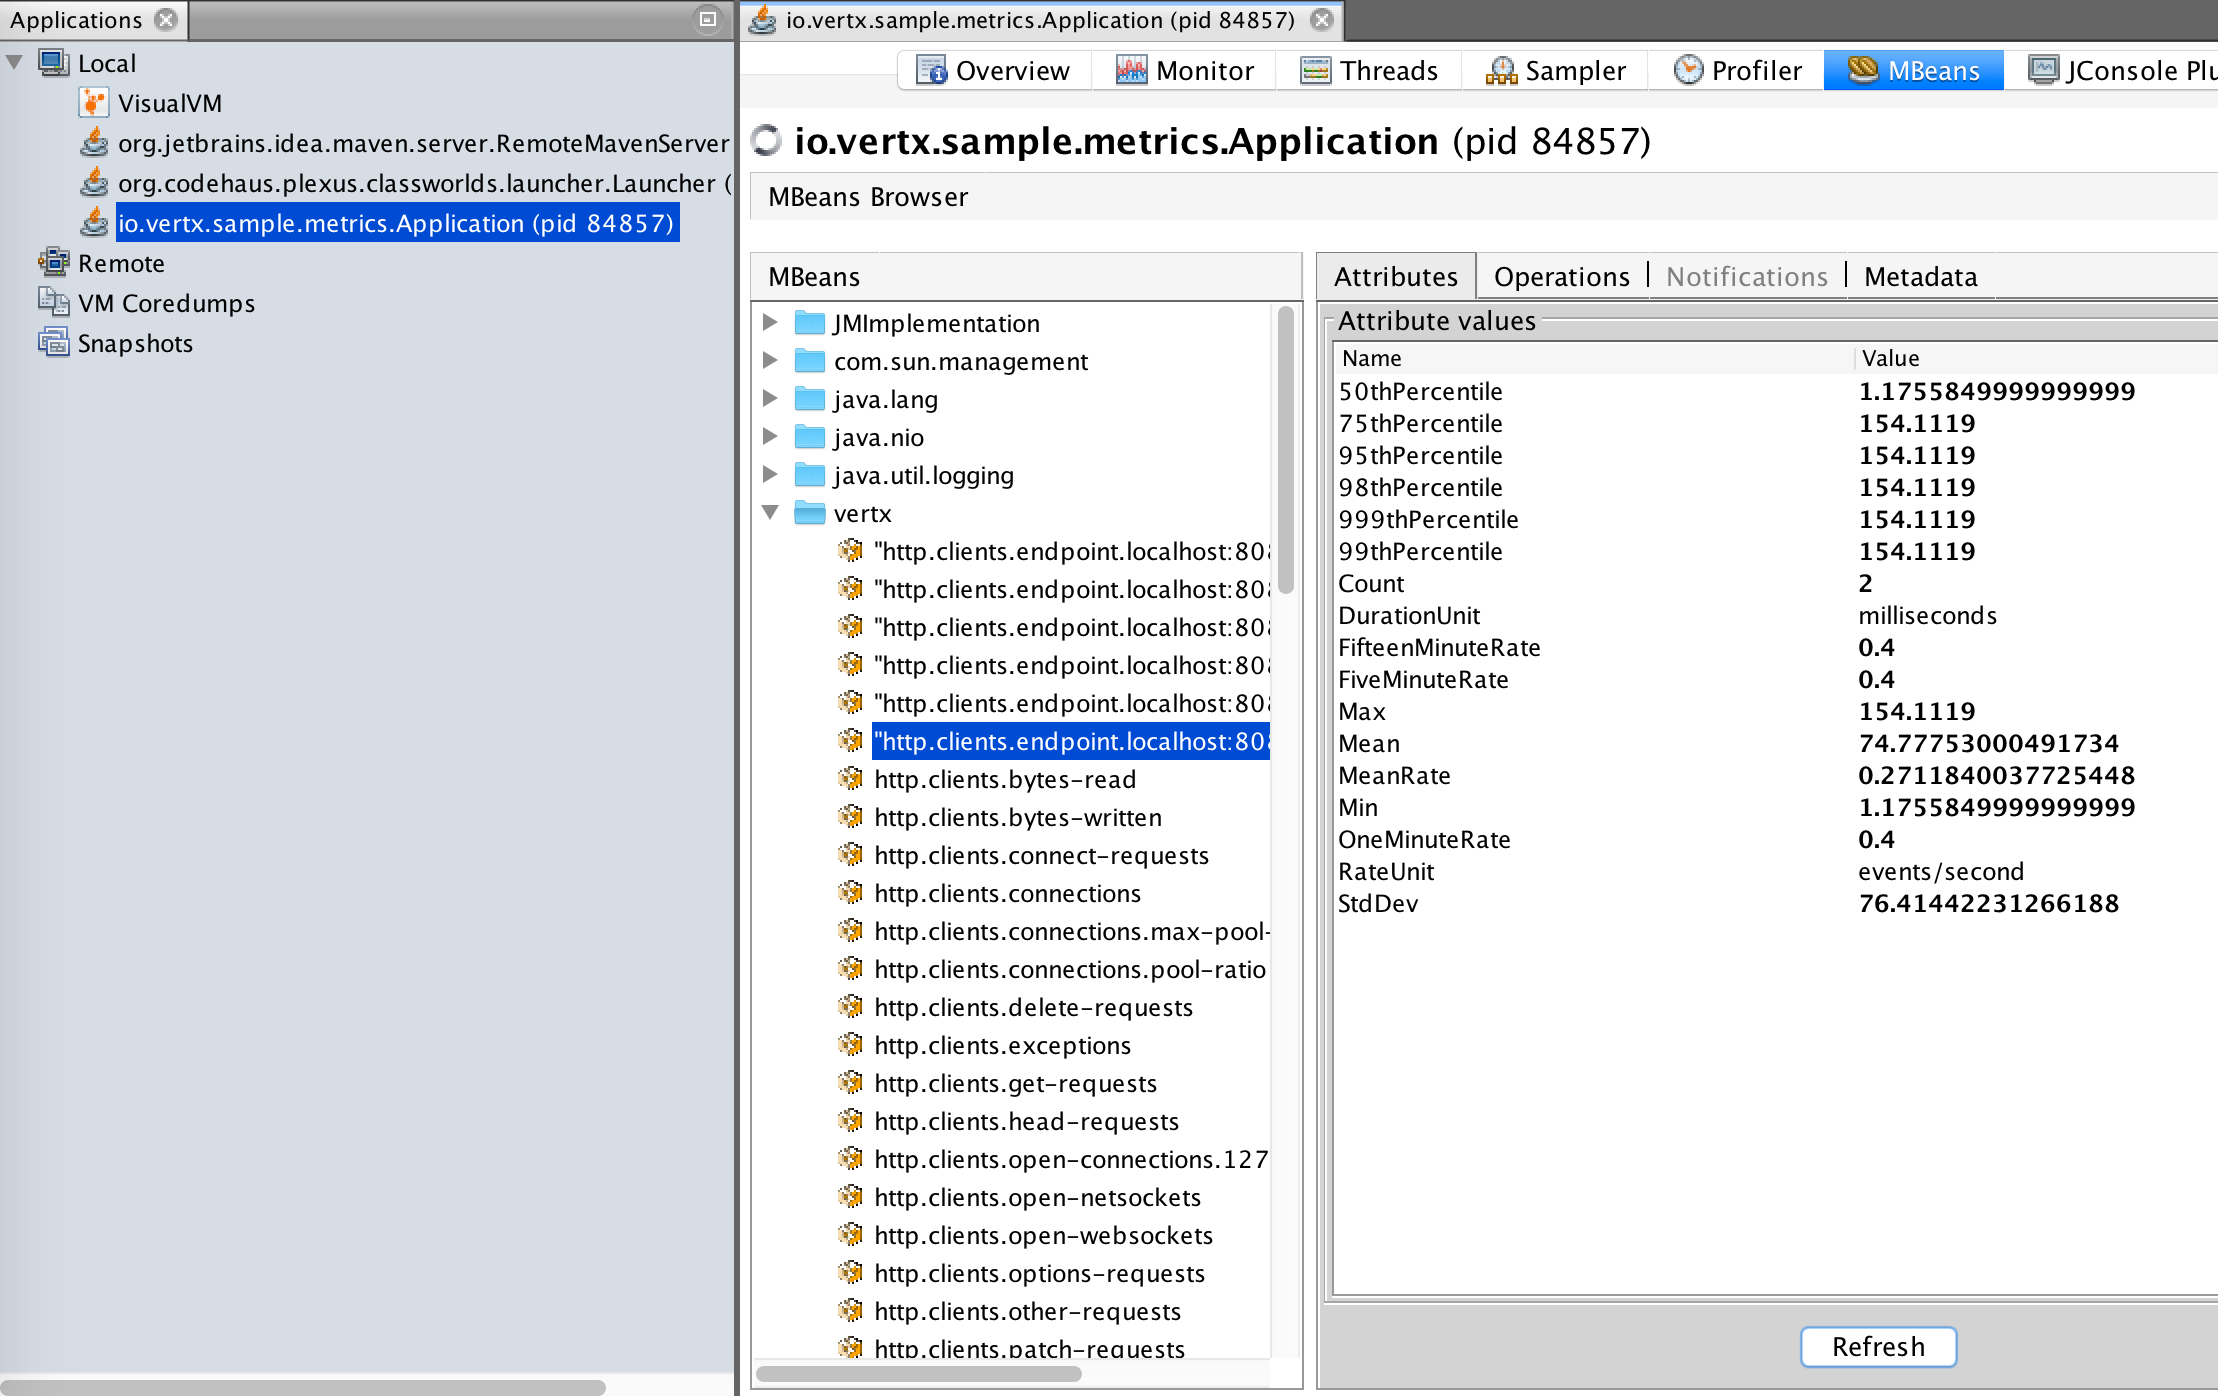 Applications
Local
VisualVM
org.jetbrains.idea.maven.server.RemoteMavenServer
org.codehaus.plexus.classworlds.launcher.Launcher (
io.vertx.sample.metrics.Application (pid 84857)
Remote
VM Coredumps
Snapshots
io.vertx.sample.metrics.Application (pid 84857)
Overview
Monitor
Threads
Sampler
Profiler
MBeans
JConsole Plu
io.vertx.sample.metrics.Application (pid 84857)
MBeans Browser
MBeans
JMImplementation
com.sun.management
java.lang
java.nio
java.util.logging
vertx
"http.clients.endpoint.localhost:808
"http.clients.endpoint.localhost:808
"http.clients.endpoint.localhost:808
"http.clients.endpoint.localhost:808
"http.clients.endpoint.localhost:808
"http.clients.endpoint.localhost:808
http.clients.bytes-read
http.clients.bytes-written
http.clients.connect-requests
http.clients.connections
http.clients.connections.max-pool-
http.clients.connections.pool-ratio
http.clients.delete-requests
http.clients.exceptions
http.clients.get-requests
http.clients.head-requests
http.clients.open-connections.127
http.clients.open-netsockets
http.clients.open-websockets
http.clients.options-requests
http.clients.other-requests
http.clients.patch-requests
Attributes
Operations
Notifications
Metadata
Attribute values
Name Value
50thPercentile 1.1755849999999999
75thPercentile 154.1119
95thPercentile 154.1119
98thPercentile 154.1119
999thPercentile 154.1119
99thPercentile 154.1119
Count 2
DurationUnit milliseconds
FifteenMinuteRate 0.4
FiveMinuteRate 0.4
Max 154.1119
Mean 74.77753000491734
MeanRate 0.2711840037725448
Min 1.1755849999999999
OneMinuteRate 0.4
RateUnit events/second
StdDev 76.41442231266188
Refresh